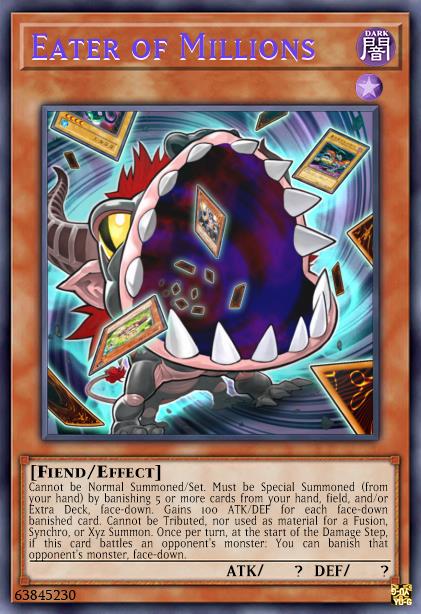 EATER OF MILLIONS
DARK
闇
[FIEND/EFFECT]
Cannot be Normal Summoned/Set. Must be Special Summoned (from
your hand) by banishing 5 or more cards from your hand, field, and/or
Extra Deck, face-down. Gains 100 ATK/DEF for each face-down
banished card. Cannot be Tributed, nor used as material for a Fusion,
Synchro, or Xyz Summon. Once per turn, at the start of the Damage Step,
if this card battles an opponent's monster: You can banish that
opponent's monster, face-down.
ATK/ ? DEF/ ?
63845230